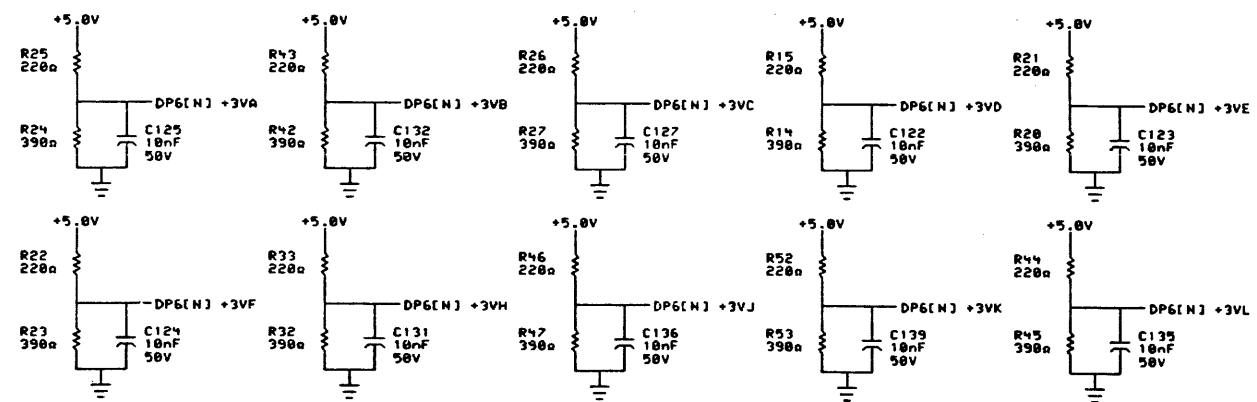 +5.0V
R25
220Ω
DP6[N] +3VA
R24
390Ω
C125
10nF
50V
+5.0V
R43
220Ω
DP6[N] +3VB
R42
390Ω
C132
10nF
50V
+5.0V
R26
220Ω
DP6[N] +3VC
R27
390Ω
C127
10nF
50V
+5.0V
R15
220Ω
DP6[N] +3VD
R14
390Ω
C122
10nF
50V
+5.0V
R21
220Ω
DP6[N] +3VE
R20
390Ω
C123
10nF
50V
+5.0V
R22
220Ω
DP6[N] +3VF
R23
390Ω
C124
10nF
50V
+5.0V
R33
220Ω
DP6[N] +3VH
R32
390Ω
C131
10nF
50V
+5.0V
R46
220Ω
DP6[N] +3VJ
R47
390Ω
C136
10nF
50V
+5.0V
R52
220Ω
DP6[N] +3VK
R53
390Ω
C139
10nF
50V
+5.0V
R44
220Ω
DP6[N] +3VL
R45
390Ω
C135
10nF
50V